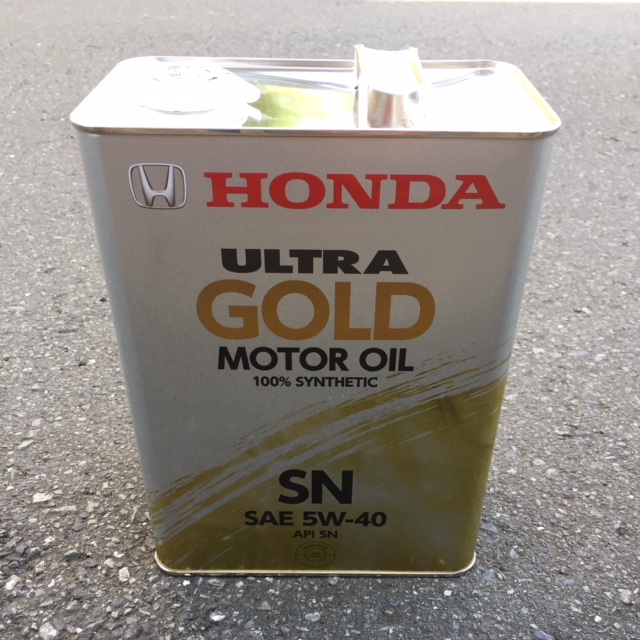 HONDA
ULTRA
GOLD
MOTOR OIL
100% SYNTHETIC
SN
SAE 5W-40
API SN